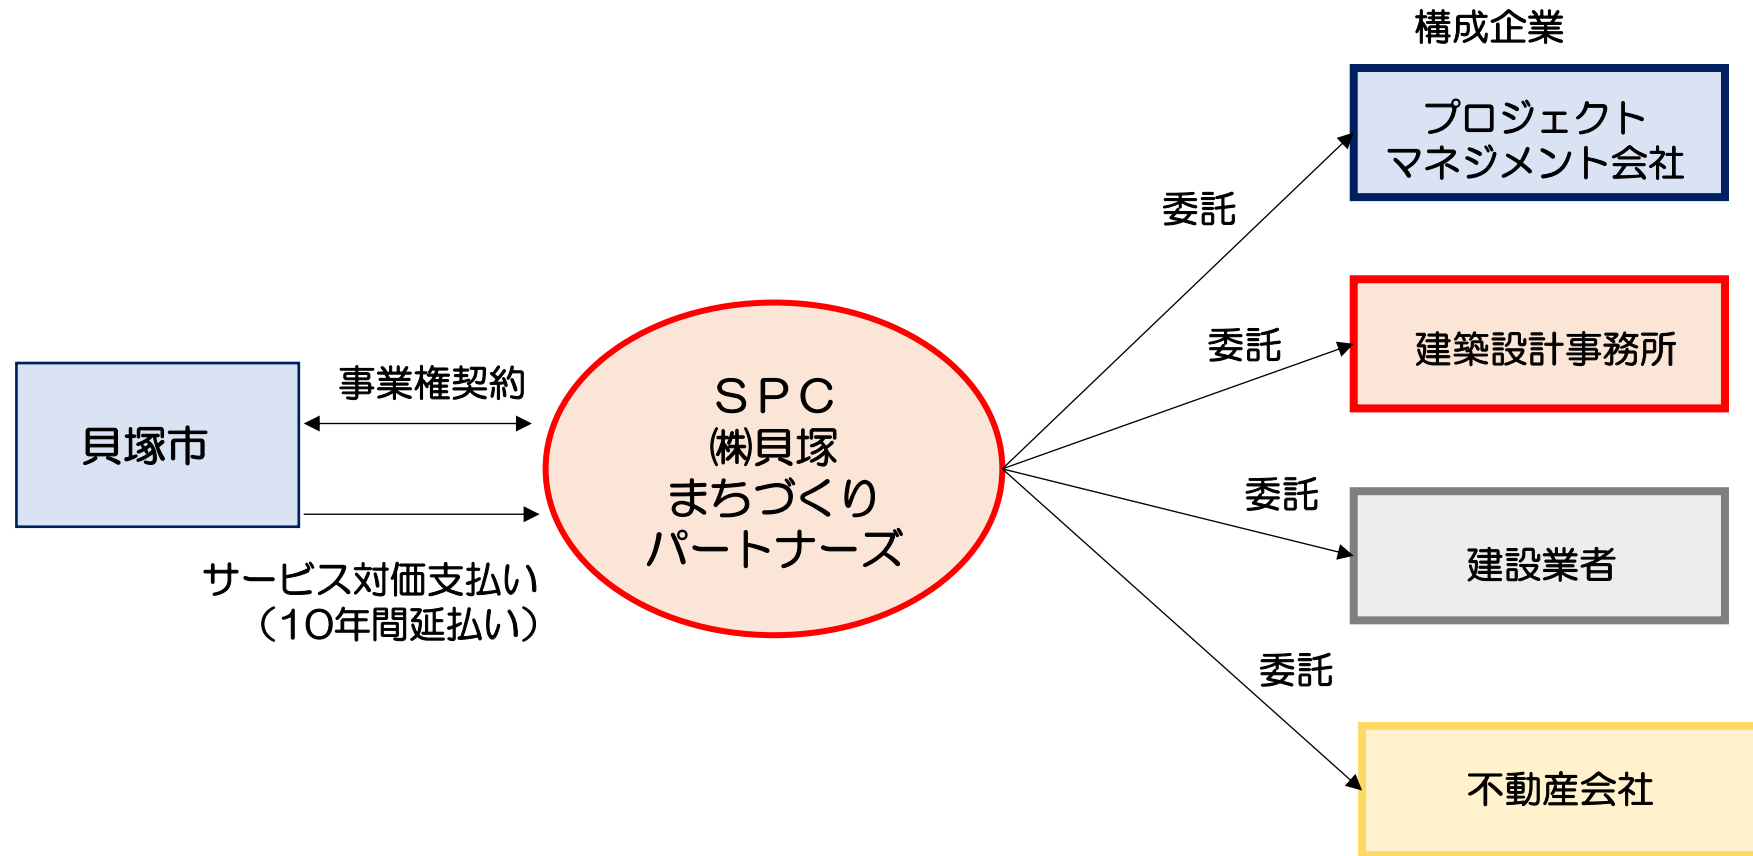 構成企業
プロジェクト
マネジメント会社
委託
委託
建築設計事務所
事業権契約
貝塚市
ＳＰＣ
㈱貝塚
まちづくり
パートナーズ
委託
建設業者
サービス対価支払い
（10年間延払い）
委託
不動産会社